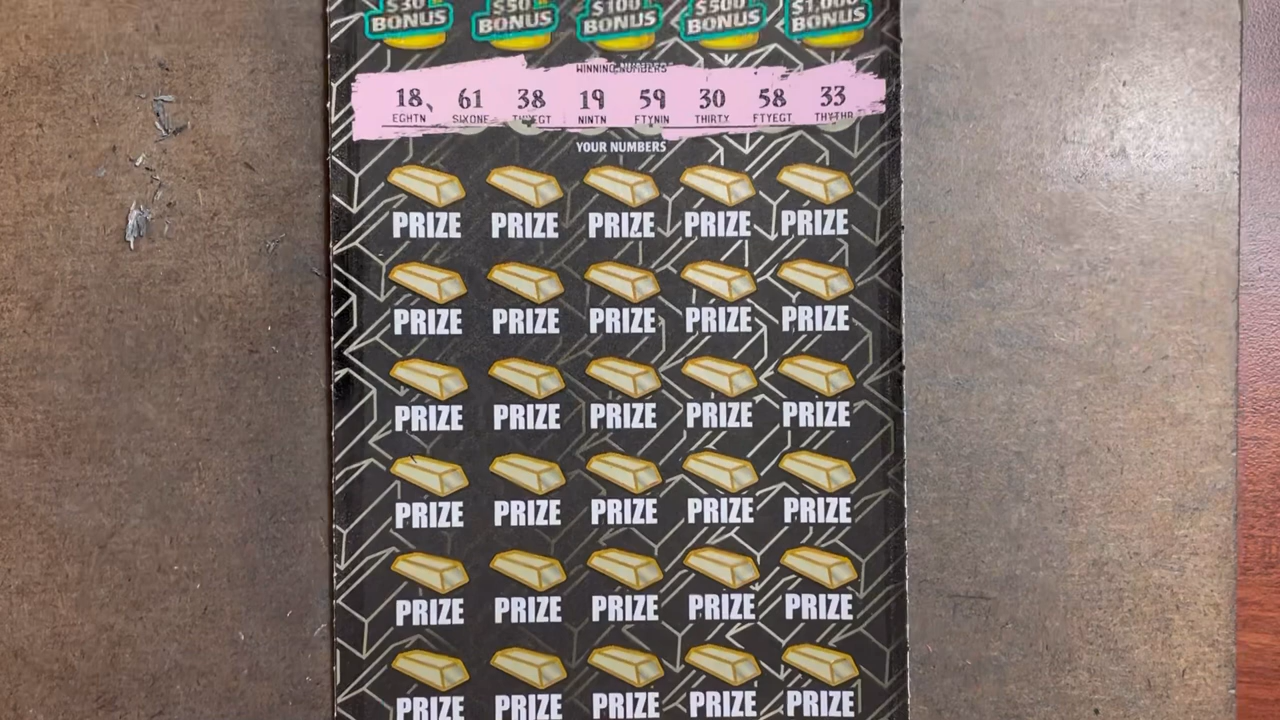 $30 $50 $100 $500 $1,000
BONUS BONUS BONUS BONUS BONUS
WINNING NUMBERS
18 61 38 19 59 30 58 33
EGHTN SIXONE THYEGT NINTN FTYNIN THIRTY FTYEGT THYTHR
YOUR NUMBERS
PRIZE PRIZE PRIZE PRIZE PRIZE
PRIZE PRIZE PRIZE PRIZE PRIZE
PRIZE PRIZE PRIZE PRIZE PRIZE
PRIZE PRIZE PRIZE PRIZE PRIZE
PRIZE PRIZE PRIZE PRIZE PRIZE
PRIZE PRIZE PRIZE PRIZE PRIZE